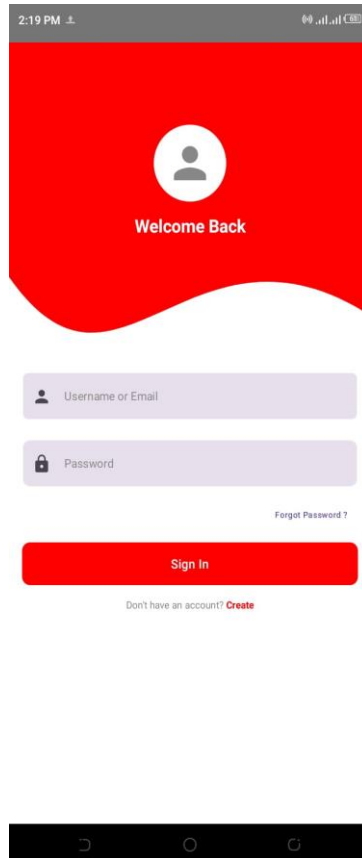 2:19 PM
Welcome Back
Username or Email
Password
Forgot Password ?
Sign In
Don't have an account? Create